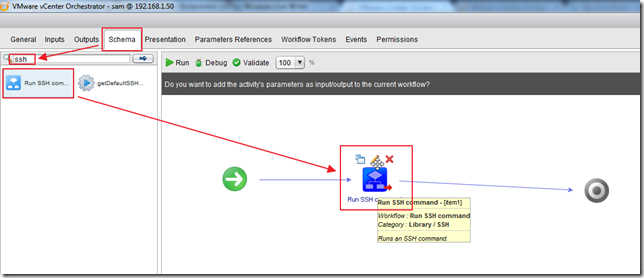 VMware vCenter Orchestrator - sam @ 192.168.1.50
General Inputs Outputs Schema Presentation Parameters References Workflow Tokens Events Permissions
ssh
Run Debug Validate 100 %
Run SSH com... getDefaultSSH...
Do you want to add the activity's parameters as input/output to the current workflow?
Run SSH
Run SSH command - [item1]
Workflow : Run SSH command
Category : Library / SSH
Runs an SSH command.